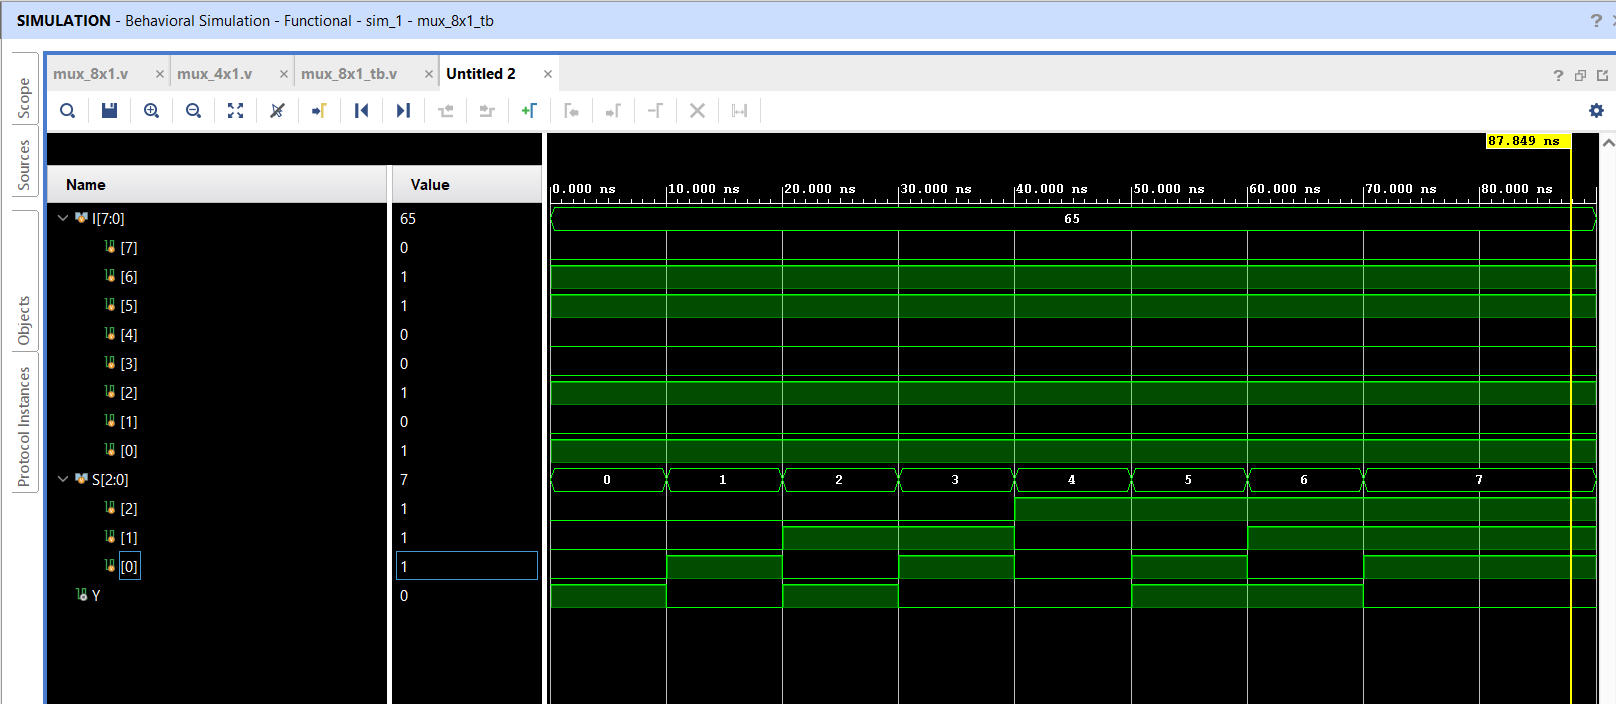 SIMULATION - Behavioral Simulation - Functional - sim_1 - mux_8x1_tb ?
Scope
Sources
Objects
Protocol Instances
mux_8x1.v × mux_4x1.v × mux_8x1_tb.v × Untitled 2 × ?
87.849 ns
Name Value 0.000 ns 10.000 ns 20.000 ns 30.000 ns 40.000 ns 50.000 ns 60.000 ns 70.000 ns 80.000 ns
I[7:0] 65 65
[7] 0
[6] 1
[5] 1
[4] 0
[3] 0
[2] 1
[1] 0
[0] 1
S[2:0] 7 0 1 2 3 4 5 6 7
[2] 1
[1] 1
[0] 1
Y 0